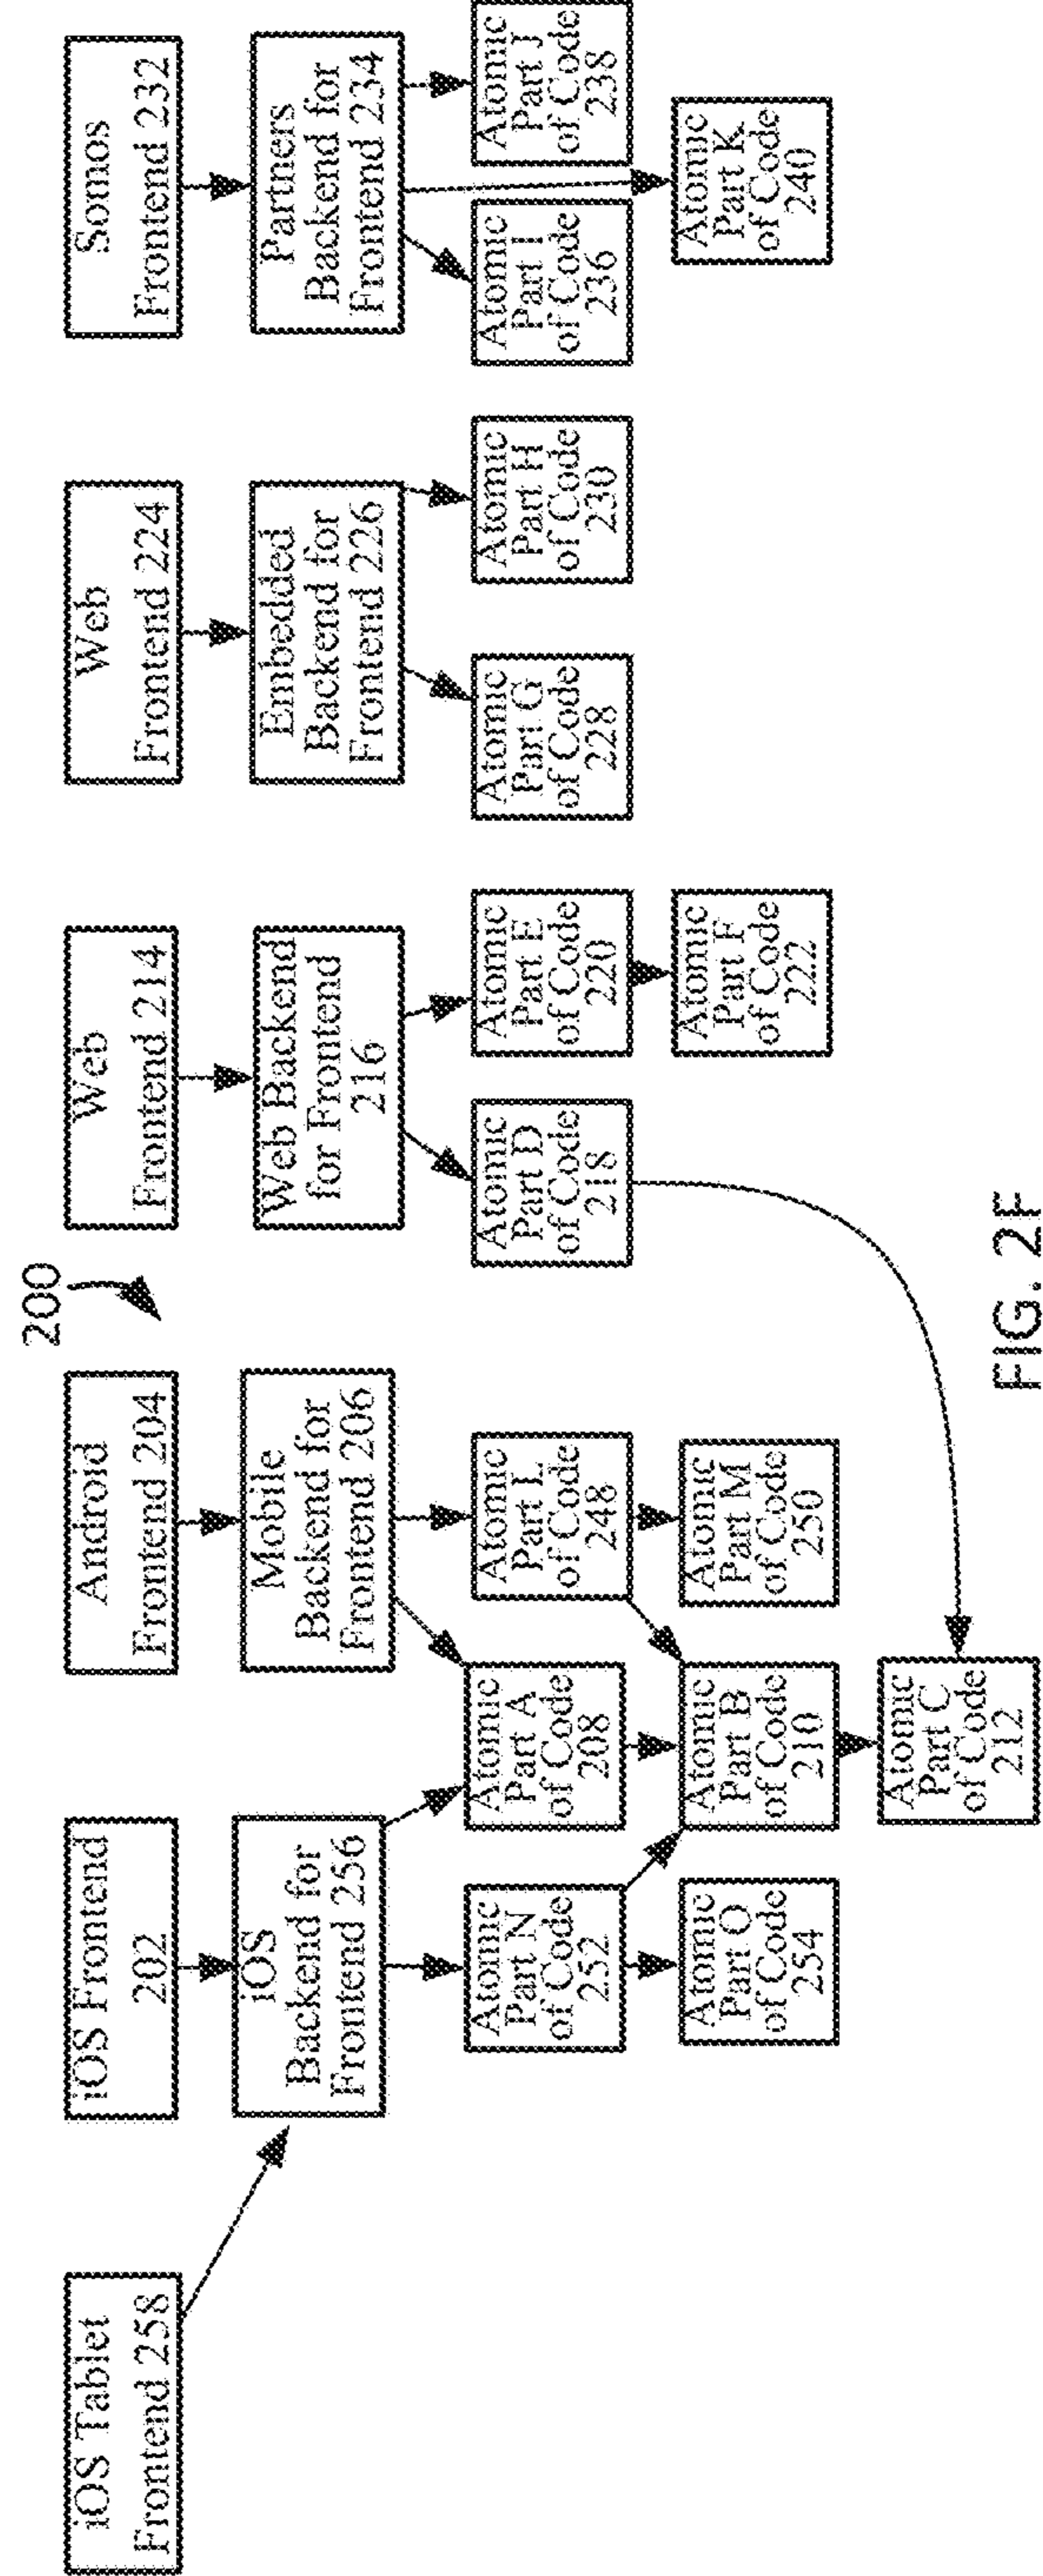 200
iOS Tablet
Frontend 258
iOS Frontend
202
Android
Frontend 204
Web
Frontend 214
Web
Frontend 224
Sonos
Frontend 232
iOS
Backend for
Frontend 256
Mobile
Backend for
Frontend 206
Web Backend
for Frontend
216
Embedded
Backend for
Frontend 226
Partners
Backend for
Frontend 234
Atomic
Part N
of Code
252
Atomic
Part A
of Code
208
Atomic
Part L
of Code
248
Atomic
Part D
of Code
218
Atomic
Part E
of Code
220
Atomic
Part G
of Code
228
Atomic
Part H
of Code
230
Atomic
Part I
of Code
236
Atomic
Part J
of Code
238
Atomic
Part O
of Code
254
Atomic
Part B
of Code
210
Atomic
Part M
of Code
250
Atomic
Part F
of Code
222
Atomic
Part K
of Code
240
Atomic
Part C
of Code
212
FIG. 2F